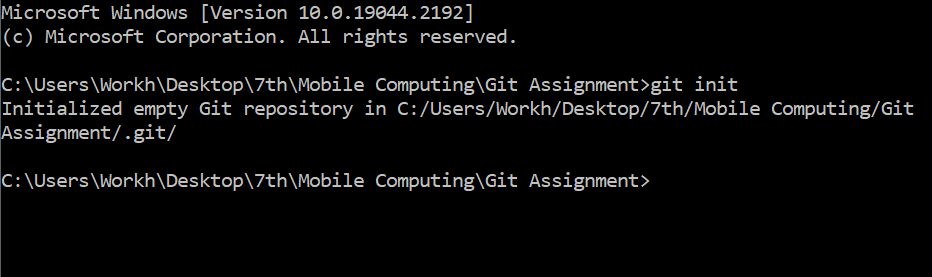 Microsoft Windows [Version 10.0.19044.2192]
(c) Microsoft Corporation. All rights reserved.
C:\Users\Workh\Desktop\7th\Mobile Computing\Git Assignment>git init
Initialized empty Git repository in C:/Users/Workh/Desktop/7th/Mobile Computing/Git
Assignment/.git/
C:\Users\Workh\Desktop\7th\Mobile Computing\Git Assignment>